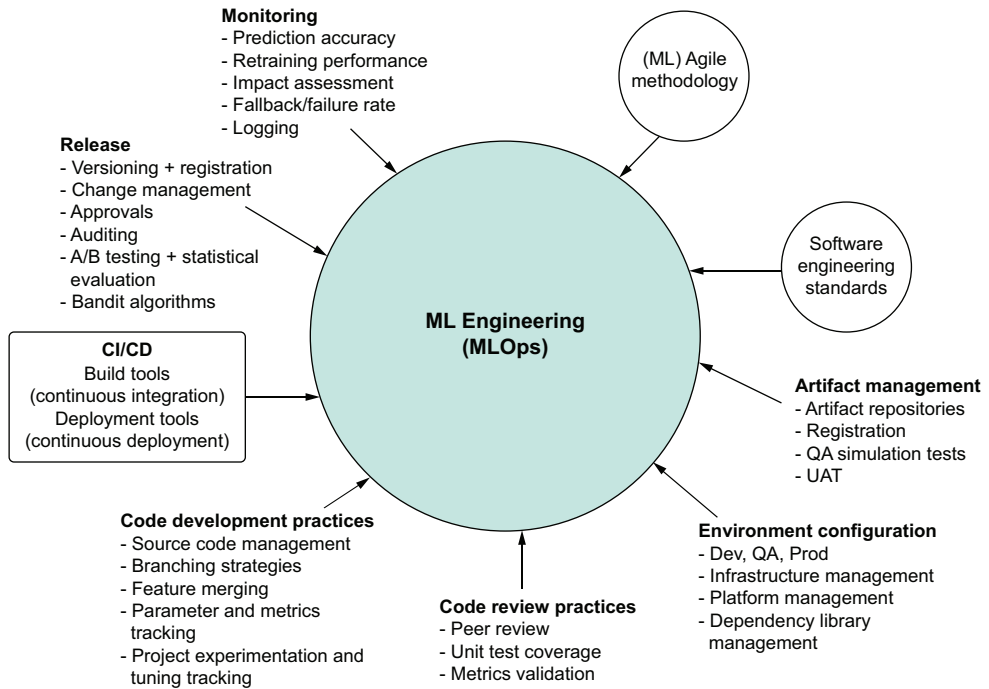 Monitoring
- Prediction accuracy
- Retraining performance
- Impact assessment
- Fallback/failure rate
- Logging
(ML) Agile
methodology
Release
- Versioning + registration
- Change management
- Approvals
- Auditing
- A/B testing + statistical
evaluation
- Bandit algorithms
Software
engineering
standards
ML Engineering
(MLOps)
CI/CD
Build tools
(continuous integration)
Deployment tools
(continuous deployment)
Artifact management
- Artifact repositories
- Registration
- QA simulation tests
- UAT
Code development practices
- Source code management
- Branching strategies
- Feature merging
- Parameter and metrics
tracking
- Project experimentation and
tuning tracking
Code review practices
- Peer review
- Unit test coverage
- Metrics validation
Environment configuration
- Dev, QA, Prod
- Infrastructure management
- Platform management
- Dependency library
management